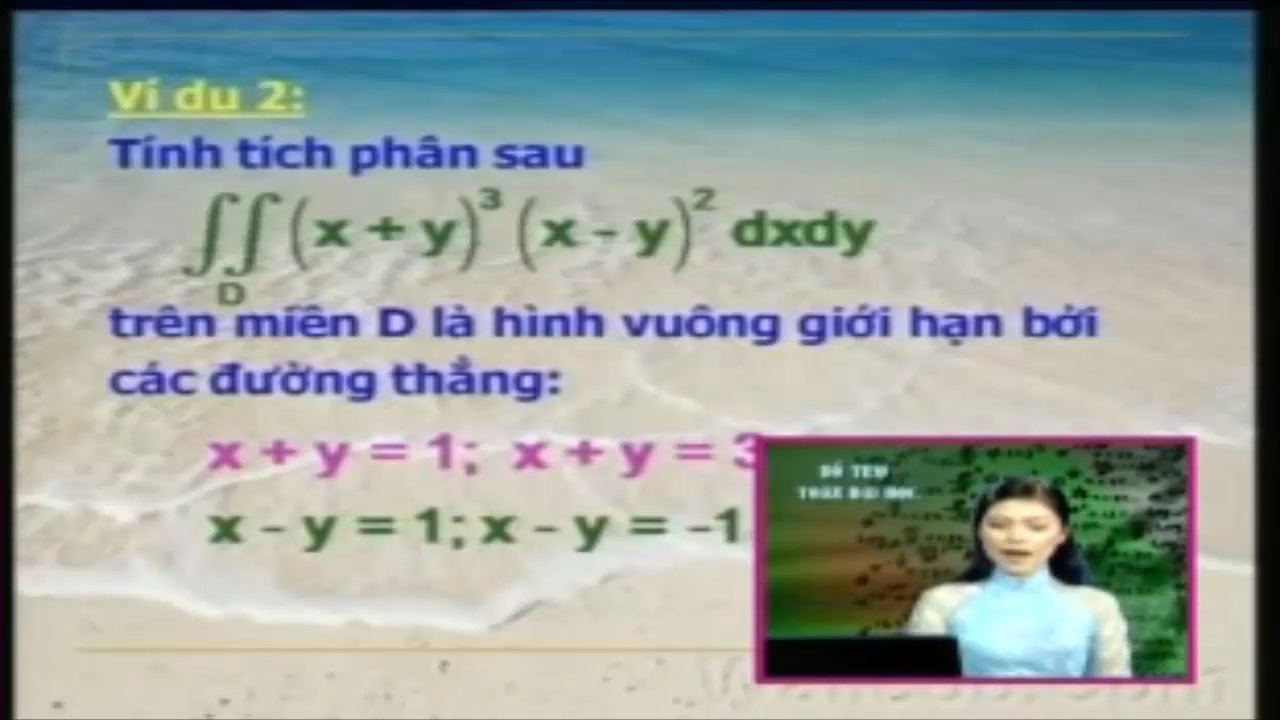 Ví du 2:
Tính tích phân sau
∬ (x + y)³ (x - y)² dxdy
D
trên miền D là hình vuông giới hạn bởi
các đường thẳng:
x + y = 1; x + y = 3
x - y = 1; x - y = -1